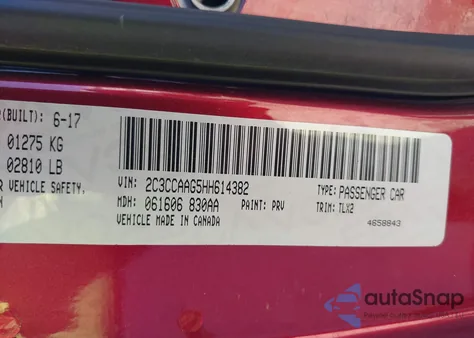 (BUILT): 6-17
01275 KG
02810 LB
R VEHICLE SAFETY,
N
VIN: 2C3CCAAG5HH614382
TYPE: PASSENGER CAR
MDH: 061606 830AA
PAINT: PRV
TRIM: TLX2
VEHICLE MADE IN CANADA
4658843
autoSnap